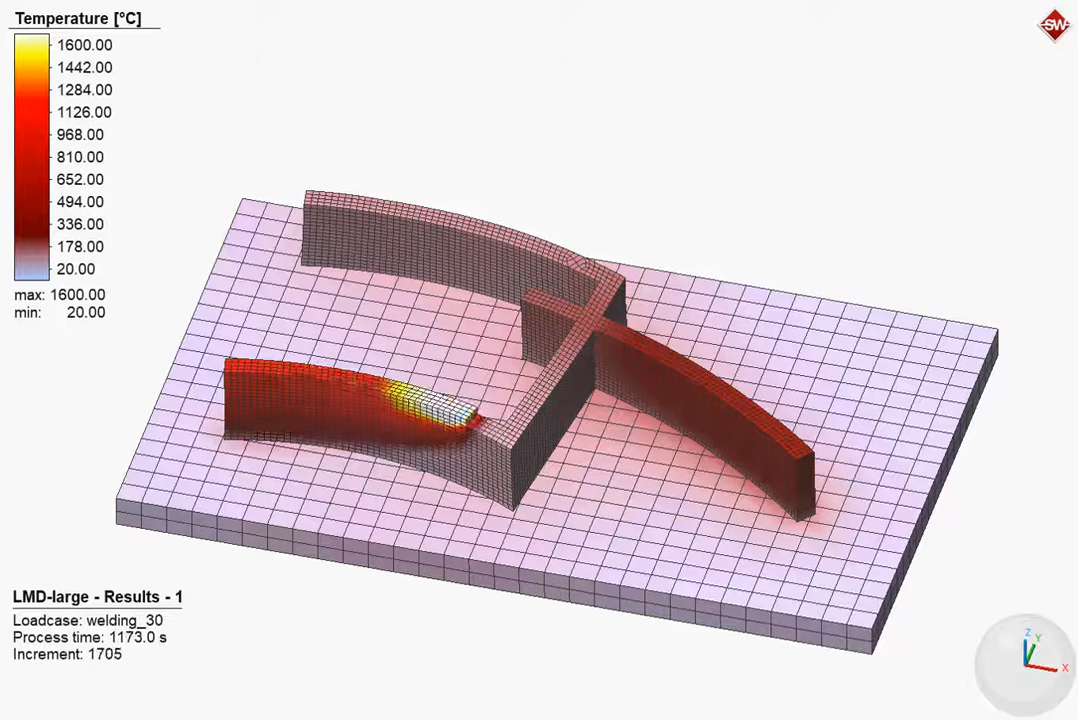 Temperature [°C]
SW
1600.00
1442.00
1284.00
1126.00
968.00
810.00
652.00
494.00
336.00
178.00
20.00
max: 1600.00
min: 20.00
LMD-large - Results - 1
Loadcase: welding_30
Process time: 1173.0 s
Increment: 1705
Z
Y
X